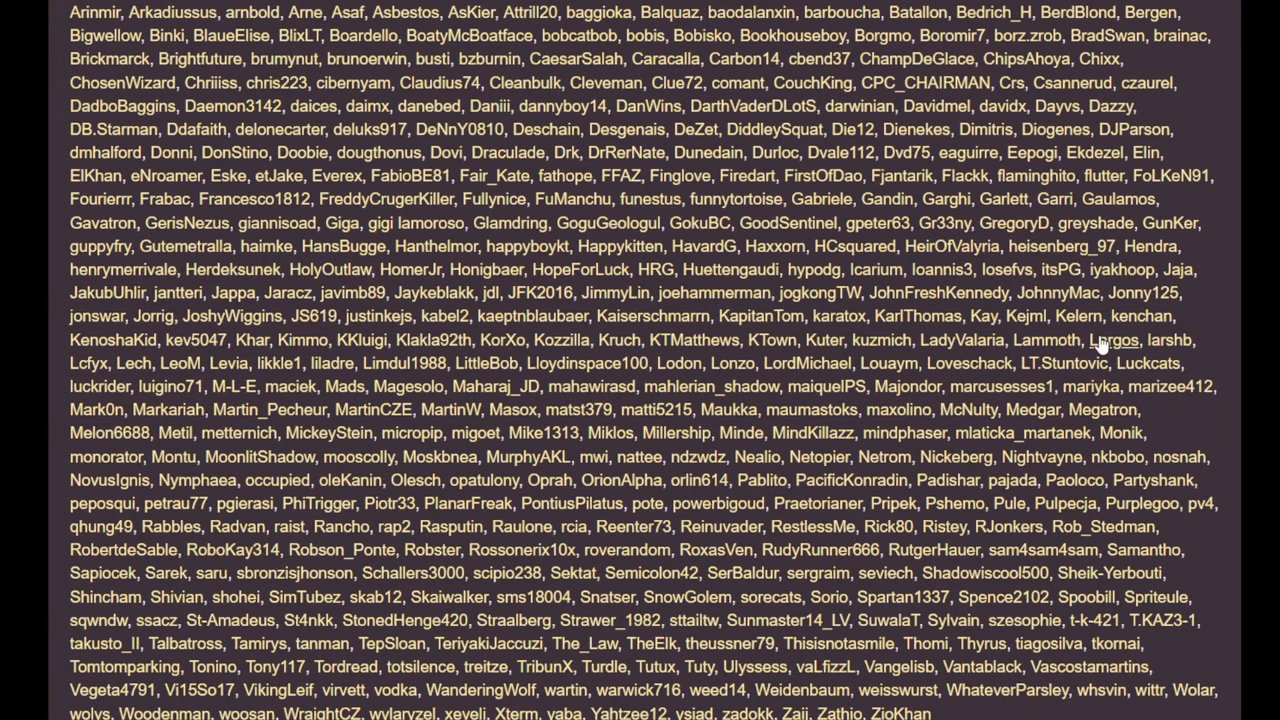 Arinmir, Arkadiussus, arnbold, Arne, Asaf, Asbestos, AsKier, Attrill20, baggioka, Balquaz, baodalanxin, barboucha, Batallon, Bedrich_H, BerdBlond, Bergen,
Bigwellow, Binki, BlaueElise, BlixLT, Boardello, BoatyMcBoatface, bobcatbob, bobis, Bobisko, Bookhouseboy, Borgmo, Boromir7, borz.zrob, BradSwan, brainac,
Brickmarck, Brightfuture, brumynut, brunoerwin, busti, bzburnin, CaesarSalah, Caracalla, Carbon14, cbend37, ChampDeGlace, ChipsAhoya, Chixx,
ChosenWizard, Chriiiss, chris223, cibernyam, Claudius74, Cleanbulk, Cleveman, Clue72, comant, CouchKing, CPC_CHAIRMAN, Crs, Csannerud, czaurel,
DadboBaggins, Daemon3142, daices, daimx, danebed, Daniii, dannyboy14, DanWins, DarthVaderDLotS, darwinian, Davidmel, davidx, Dayvs, Dazzy,
DB.Starman, Ddafaith, delonecarter, deluks917, DeNnY0810, Deschain, Desgenais, DeZet, DiddleySquat, Die12, Dienekes, Dimitris, Diogenes, DJParson,
dmhalford, Donni, DonStino, Doobie, dougthonus, Dovi, Draculade, Drk, DrRerNate, Dunedain, Durloc, Dvale112, Dvd75, eaguirre, Eepogi, Ekdezel, Elin,
ElKhan, eNroamer, Eske, etJake, Everex, FabioBE81, Fair_Kate, fathope, FFAZ, Finglove, Firedart, FirstOfDao, Fjantarik, Flackk, flaminghito, flutter, FoLKeN91,
Fourierrr, Frabac, Francesco1812, FreddyCrugerKiller, Fullynice, FuManchu, funestus, funnytortoise, Gabriele, Gandin, Garghi, Garlett, Garri, Gaulamos,
Gavatron, GerisNezus, giannisoad, Giga, gigi lamoroso, Glamdring, GoguGeologul, GokuBC, GoodSentinel, gpeter63, Gr33ny, GregoryD, greyshade, GunKer,
guppyfry, Gutemetralla, haimke, HansBugge, Hanthelmor, happyboykt, Happykitten, HavardG, Haxxorn, HCsquared, HeirOfValyria, heisenberg_97, Hendra,
henrymerrivale, Herdeksunek, HolyOutlaw, HomerJr, Honigbaer, HopeForLuck, HRG, Huettengaudi, hypodg, Icarium, Ioannis3, Iosefvs, itsPG, iyakhoop, Jaja,
JakubUhlir, jantteri, Jappa, Jaracz, javimb89, Jaykeblakk, jdl, JFK2016, JimmyLin, joehammerman, jogkongTW, JohnFreshKennedy, JohnnyMac, Jonny125,
jonswar, Jorrig, JoshyWiggins, JS619, justinkejs, kabel2, kaeptnblaubaer, Kaiserschmarrn, KapitanTom, karatox, KarlThomas, Kay, Kejml, Kelern, kenchan,
KenoshaKid, kev5047, Khar, Kimmo, KKluigi, Klakla92th, KorXo, Kozzilla, Kruch, KTMatthews, KTown, Kuter, kuzmich, LadyValaria, Lammoth, Largos, larshb,
Lcfyx, Lech, LeoM, Levia, likkle1, liladre, Limdul1988, LittleBob, Lloydinspace100, Lodon, Lonzo, LordMichael, Louaym, Loveschack, LT.Stuntovic, Luckcats,
luckrider, luigino71, M-L-E, maciek, Mads, Magesolo, Maharaj_JD, mahawirasd, mahlerian_shadow, maiquelPS, Majondor, marcusesses1, mariyka, marizee412,
Mark0n, Markariah, Martin_Pecheur, MartinCZE, MartinW, Masox, matst379, matti5215, Maukka, maumastoks, maxolino, McNulty, Medgar, Megatron,
Melon6688, Metil, metternich, MickeyStein, micropip, migoet, Mike1313, Miklos, Millership, Minde, MindKillazz, mindphaser, mlaticka_martanek, Monik,
monorator, Montu, MoonlitShadow, mooscolly, Moskbnea, MurphyAKL, mwi, nattee, ndzwdz, Nealio, Netopier, Netrom, Nickeberg, Nightvayne, nkbobo, nosnah,
NovusIgnis, Nymphaea, occupied, oleKanin, Olesch, opatulony, Oprah, OrionAlpha, orlin614, Pablito, PacificKonradin, Padishar, pajada, Paoloco, Partyshank,
peposqui, petrau77, pgierasi, PhiTrigger, Piotr33, PlanarFreak, PontiusPilatus, pote, powerbigoud, Praetorianer, Pripek, Pshemo, Pule, Pulpecja, Purplegoo, pv4,
qhung49, Rabbles, Radvan, raist, Rancho, rap2, Rasputin, Raulone, rcia, Reenter73, Reinuvader, RestlessMe, Rick80, Ristey, RJonkers, Rob_Stedman,
RobertdeSable, RoboKay314, Robson_Ponte, Robster, Rossonerix10x, roverandom, RoxasVen, RudyRunner666, RutgerHauer, sam4sam4sam, Samantho,
Sapiocek, Sarek, saru, sbronzisjhonson, Schallers3000, scipio238, Sektat, Semicolon42, SerBaldur, sergraim, seviech, Shadowiscool500, Sheik-Yerbouti,
Shincham, Shivian, shohei, SimTubez, skab12, Skaiwalker, sms18004, Snatser, SnowGolem, sorecats, Sorio, Spartan1337, Spence2102, Spoobill, Spriteule,
sqwndw, ssacz, St-Amadeus, St4nkk, StonedHenge420, Straalberg, Strawer_1982, sttailtw, Sunmaster14_LV, SuwalaT, Sylvain, szesophie, t-k-421, T.KAZ3-1,
takusto_II, Talbatross, Tamirys, tanman, TepSloan, TeriyakiJaccuzi, The_Law, TheElk, theussner79, Thisisnotasmile, Thomi, Thyrus, tiagosilva, tkornai,
Tomtomparking, Tonino, Tony117, Tordread, totsilence, treitze, TribunX, Turdle, Tutux, Tuty, Ulyssess, vaLfizzL, Vangelisb, Vantablack, Vascostamartins,
Vegeta4791, Vi15So17, VikingLeif, virvett, vodka, WanderingWolf, wartin, warwick716, weed14, Weidenbaum, weisswurst, WhateverParsley, whsvin, wittr, Wolar,
wolvs, Woodenman, woosan, WraightCZ, wylaryzel, xeveli, Xterm, yaba, Yahtzee12, ysjad, zadokk, Zaii, Zathio, ZioKhan